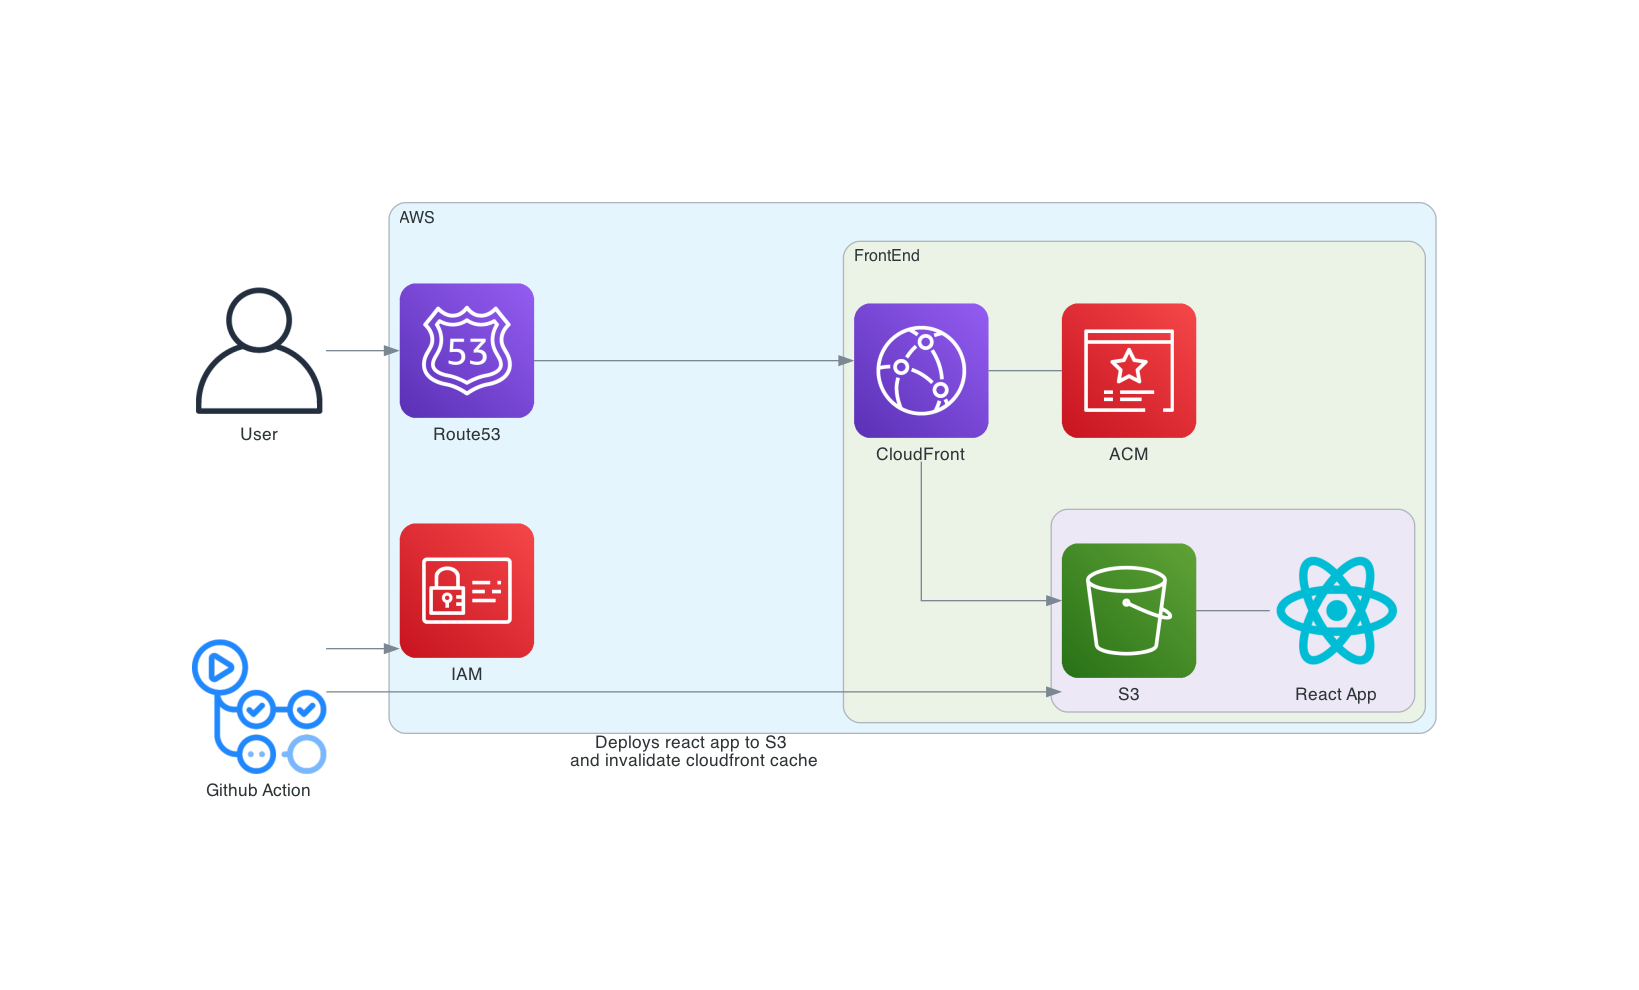 AWS
FrontEnd
53
User
Route53
CloudFront
ACM
IAM
S3
React App
Deploys react app to S3
and invalidate cloudfront cache
Github Action